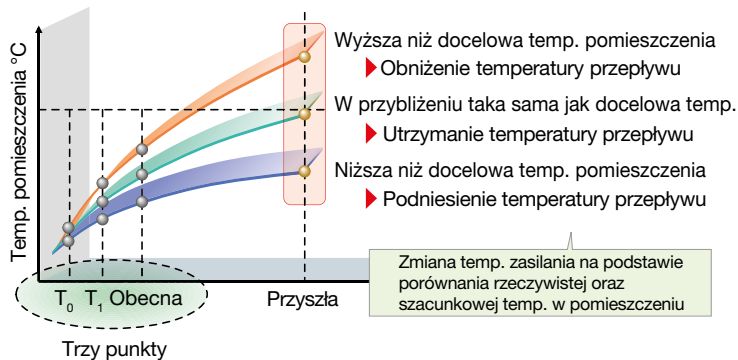 Temp. pomieszczenia °C
Wyższa niż docelowa temp. pomieszczenia
Obniżenie temperatury przepływu
W przybliżeniu taka sama jak docelowa temp.
Utrzymanie temperatury przepływu
Niższa niż docelowa temp. pomieszczenia
Podniesienie temperatury przepływu
Zmiana temp. zasilania na podstawie
porównania rzeczywistej oraz
szacunkowej temp. w pomieszczeniu
T₀ T₁ Obecna Przyszła
Trzy punkty